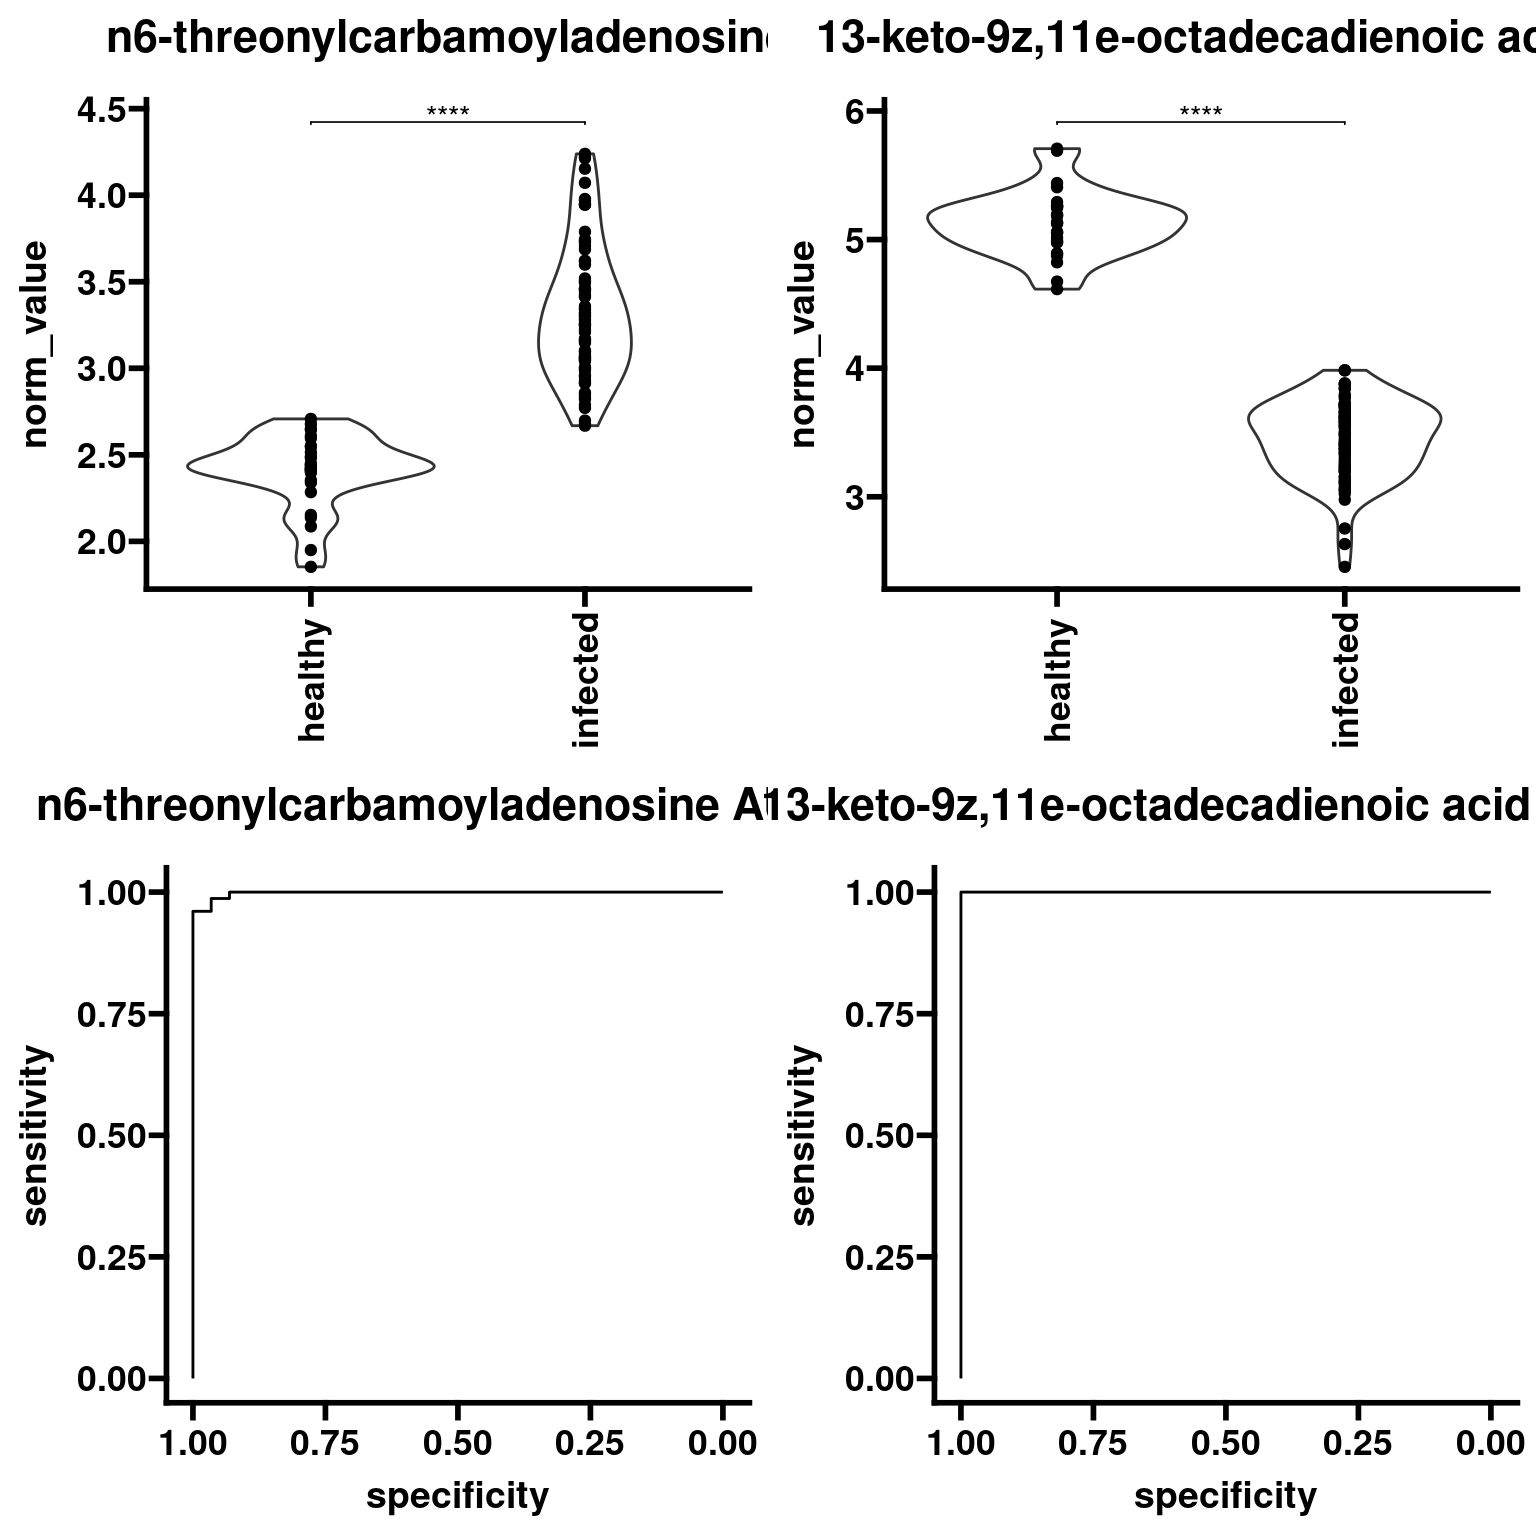 n6-threonylcarbamoyladenosin
4.5
4.0
3.5
3.0
2.5
2.0
norm_value
****
healthy
infected
13-keto-9z,11e-octadecadienoic ac
6
5
4
3
norm_value
****
healthy
infected
n6-threonylcarbamoyladenosine A
1.00
0.75
0.50
0.25
0.00
sensitivity
1.00 0.75 0.50 0.25 0.00
specificity
13-keto-9z,11e-octadecadienoic acid
1.00
0.75
0.50
0.25
0.00
sensitivity
1.00 0.75 0.50 0.25 0.00
specificity